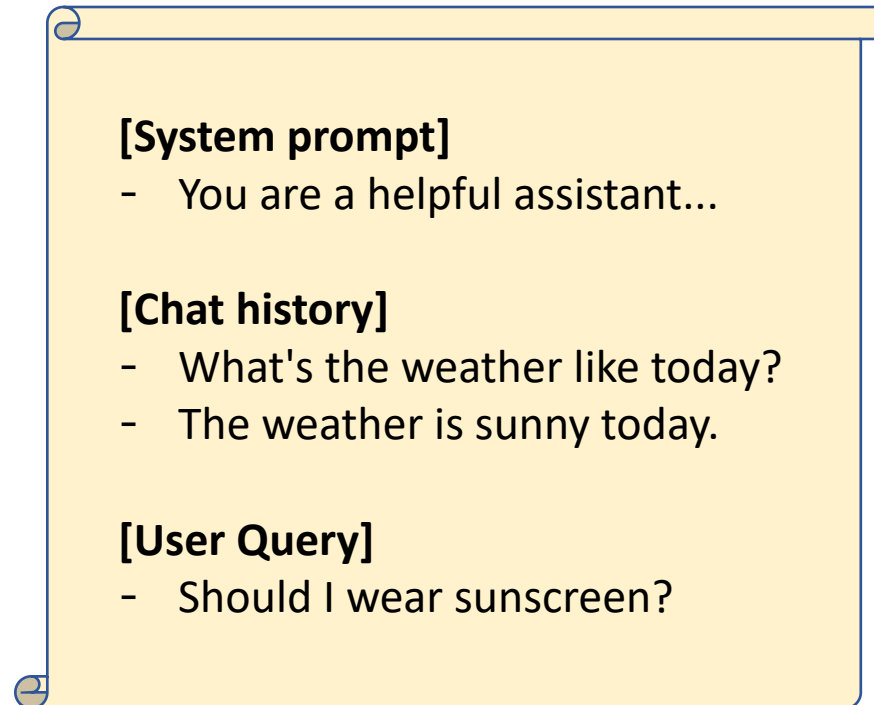 [System prompt]
- You are a helpful assistant...
[Chat history]
- What's the weather like today?
- The weather is sunny today.
[User Query]
- Should I wear sunscreen?